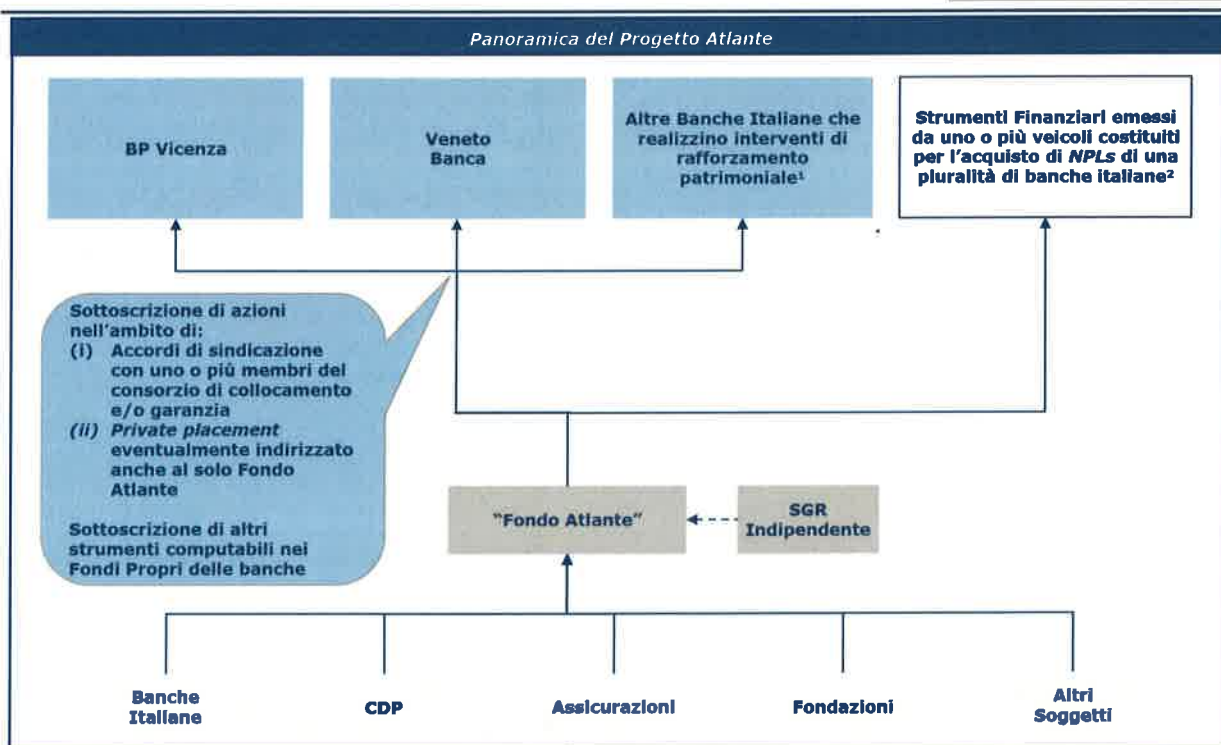 Panoramica del Progetto Atlante
BP Vicenza
Veneto
Banca
Altre Banche Italiane che
realizzino interventi di
rafforzamento
patrimoniale¹
Strumenti Finanziari emessi
da uno o più veicoli costituiti
per l'acquisto di NPLs di una
pluralità di banche italiane²
Sottoscrizione di azioni
nell'ambito di:
(i) Accordi di sindicazione
con uno o più membri del
consorzio di collocamento
e/o garanzia
(ii) Private placement
eventualmente indirizzato
anche al solo Fondo
Atlante
Sottoscrizione di altri
strumenti computabili nei
Fondi Propri delle banche
"Fondo Atlante"
SGR
Indipendente
Banche
Italiane
CDP
Assicurazioni
Fondazioni
Altri
Soggetti